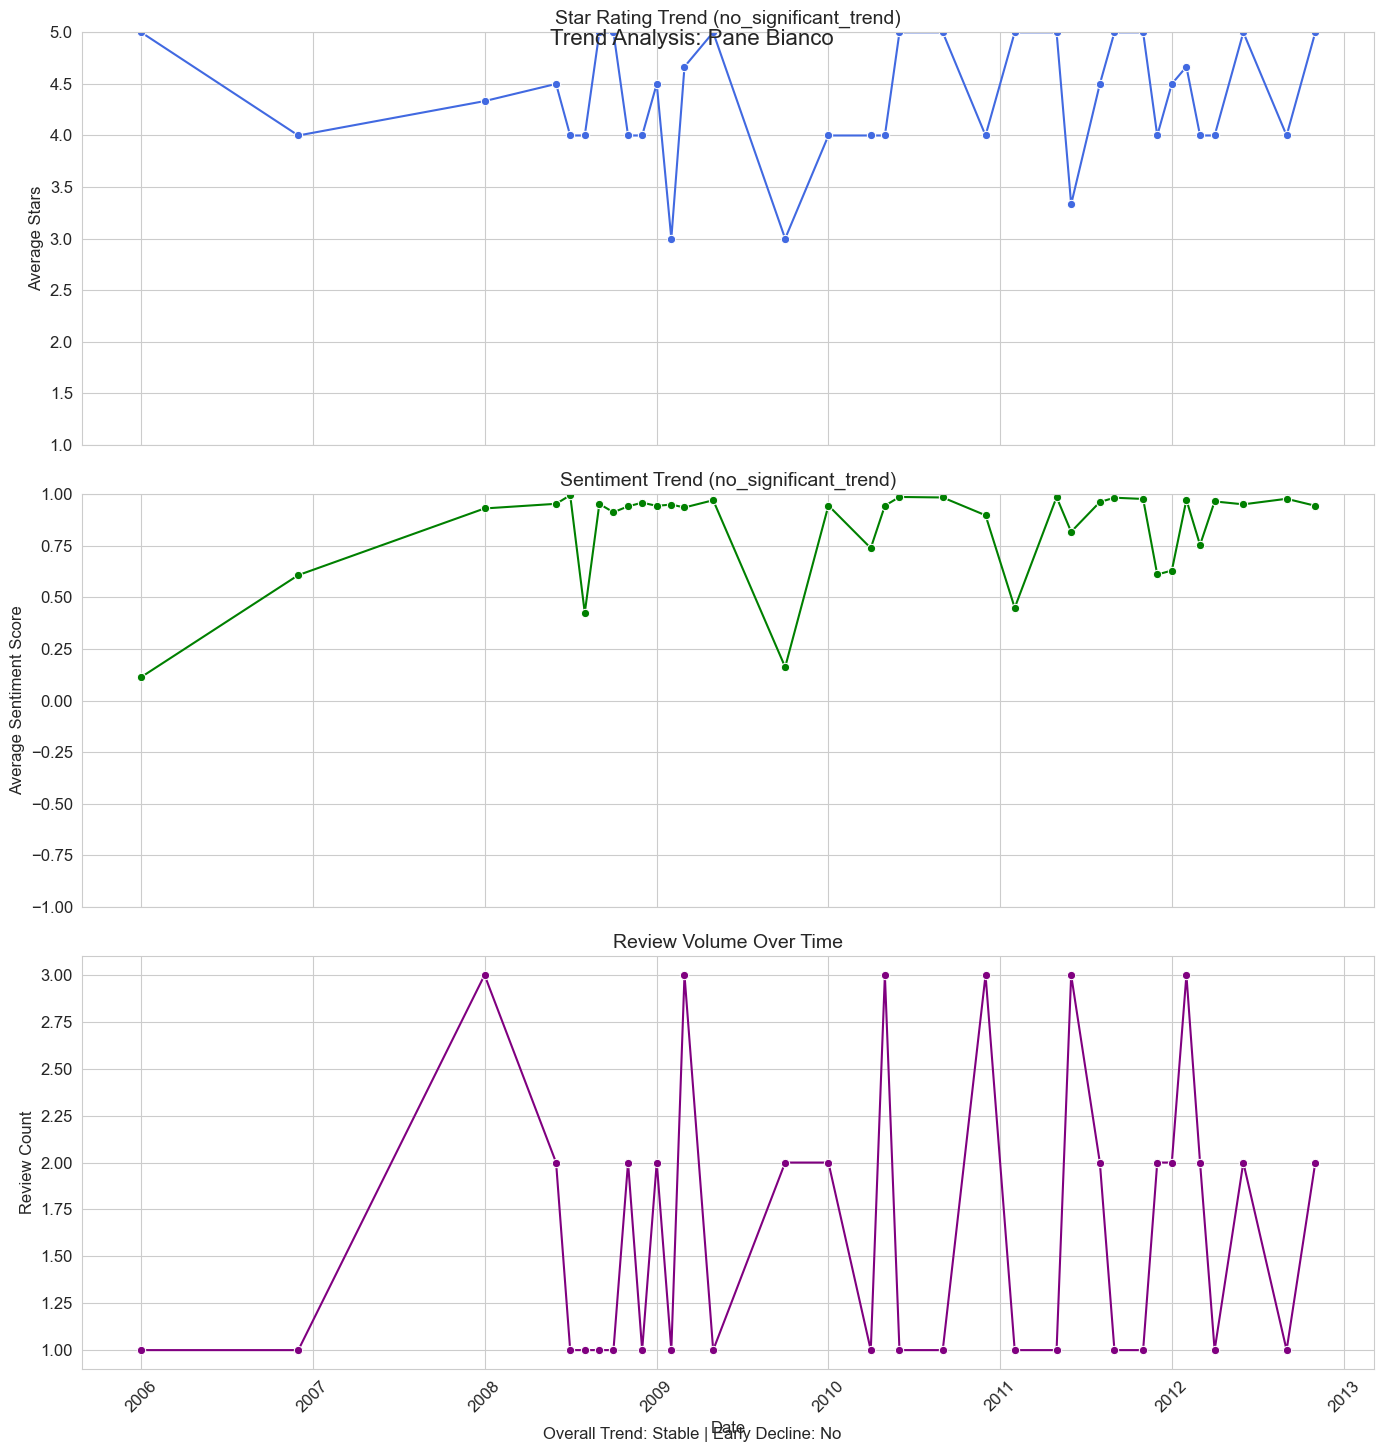 Star Rating Trend (no_significant_trend)
Trend Analysis: Pane Bianco
5.0
4.5
4.0
3.5
3.0
2.5
2.0
1.5
1.0
Average Stars
Sentiment Trend (no_significant_trend)
1.00
0.75
0.50
0.25
0.00
−0.25
−0.50
−0.75
−1.00
Average Sentiment Score
Review Volume Over Time
3.00
2.75
2.50
2.25
2.00
1.75
1.50
1.25
1.00
Review Count
2006 2007 2008 2009 2010 2011 2012 2013
Date
Overall Trend: Stable | Early Decline: No